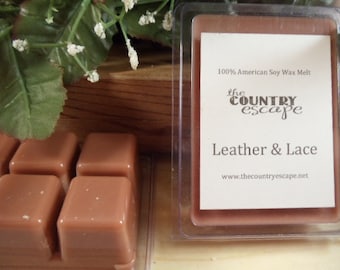 100% American Soy Wax Melt
the
COUNTRY
escape
Leather & Lace
www.thecountryescape.net